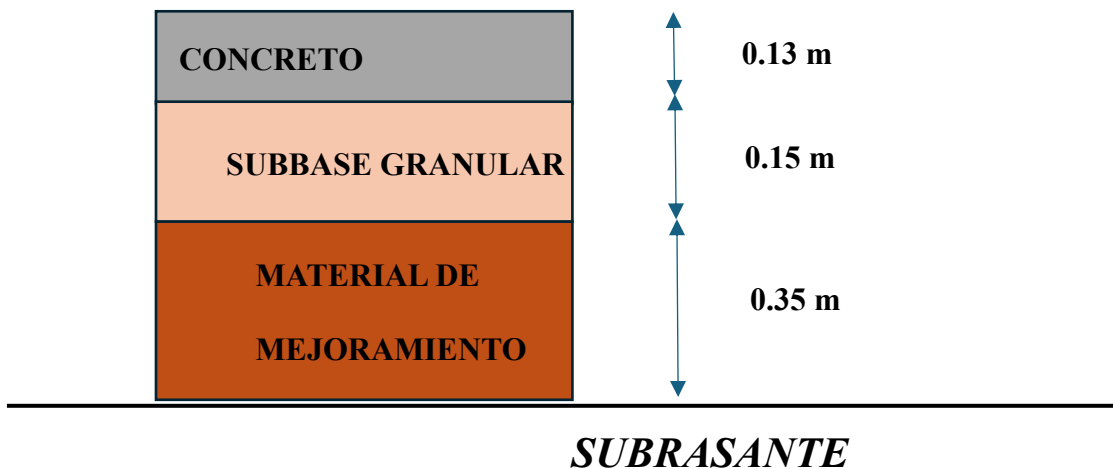 CONCRETO
0.13 m
SUBBASE GRANULAR
0.15 m
MATERIAL DE
MEJORAMIENTO
0.35 m
SUBRASANTE